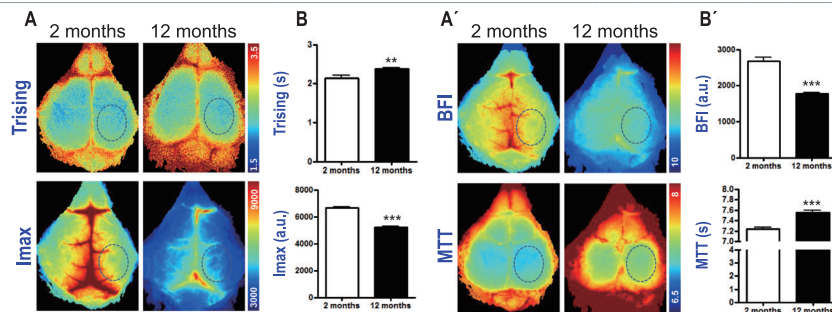 A
2 months 12 months
Trising
3.5
1.5
Imax
9000
3000
B
Trising (s)
3
2
1
0
**
2 months 12 months
Imax (a.u.)
8000
6000
4000
2000
0
***
2 months 12 months
A´
2 months 12 months
BFI
10
MTT
8
6.5
B´
BFI (a.u.)
3000
2000
1000
0
***
2 months 12 months
MTT (s)
7.8
7.6
7.4
7.2
7.0
4
3
2
1
0
***
2 months 12 months